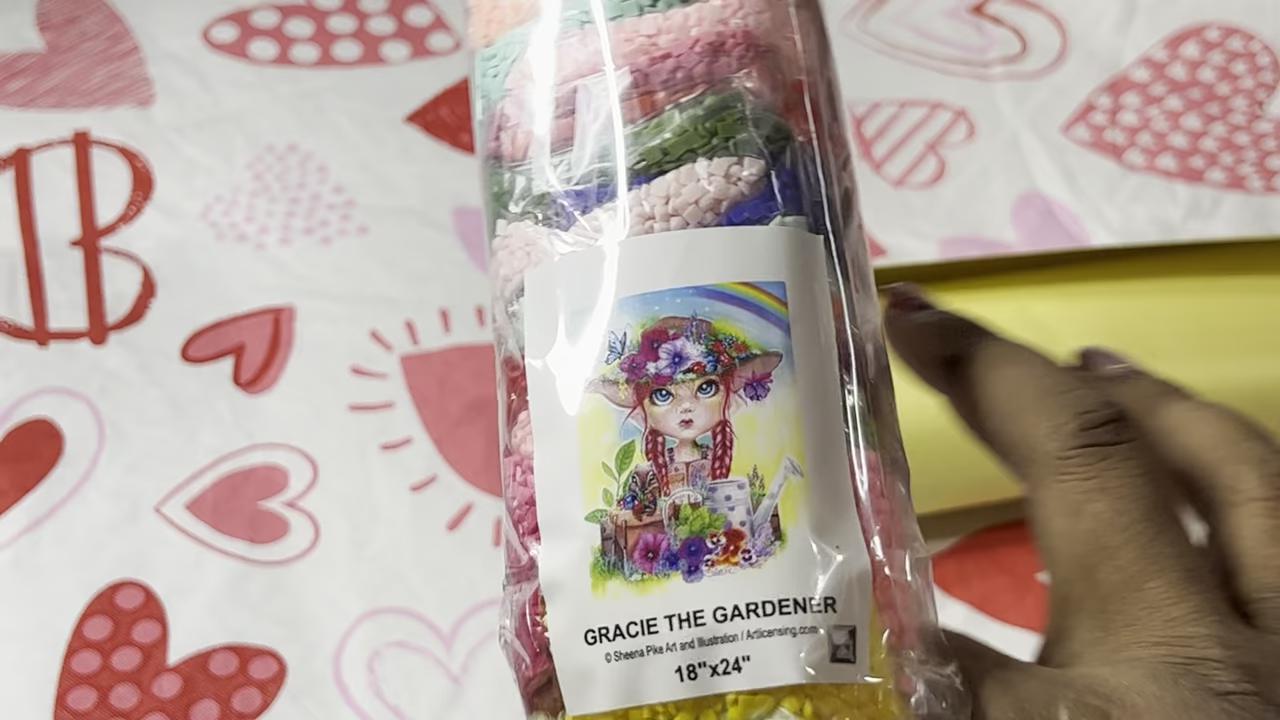 GRACIE THE GARDENER
© Sheena Pike Art and Illustration / Artlicensing.com
18"x24"